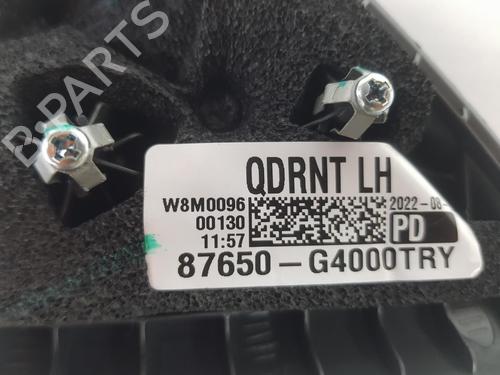 B-PARTS
QDRNT LH
W8M0096
00130
11:57
2022-08-
PD
87650-G4000TRY